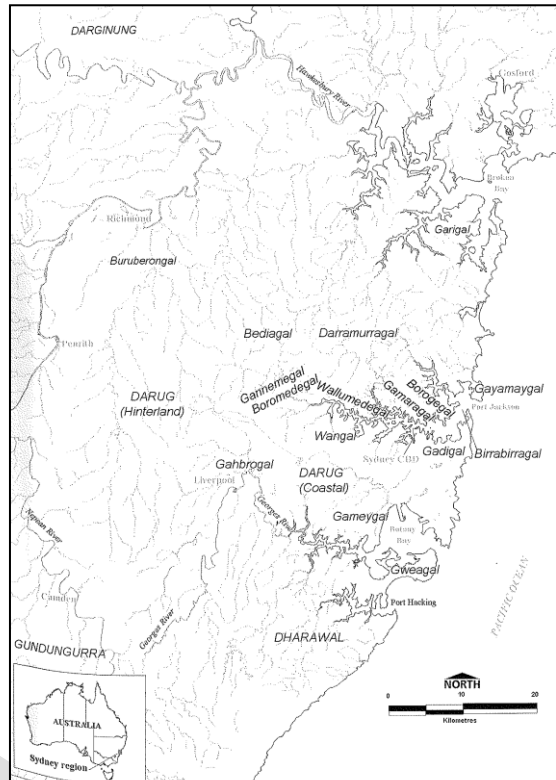 DARGINUNG
Hawkesbury River
Gosford
Broken
Bay
Richmond
Garigal
Buruberongal
Bediagal
Darramurragal
Penrith
Gannemegal
Boromedegal
Wallumedegal
Gamaragal
Borogegal
Gayamaygal
Port Jackson
DARUG
(Hinterland)
Wangal
Sydney CBD
Gadigal
Birrabirragal
Gahbrogal
Liverpool
DARUG
(Coastal)
Georges River
Gameygal
Botany
Bay
Nepean River
Gweagal
Camden
Port Hacking
PACIFIC OCEAN
Georges River
DHARAWAL
GUNDUNGURRA
NORTH
0 10 20
Kilometres
AUSTRALIA
Sydney region